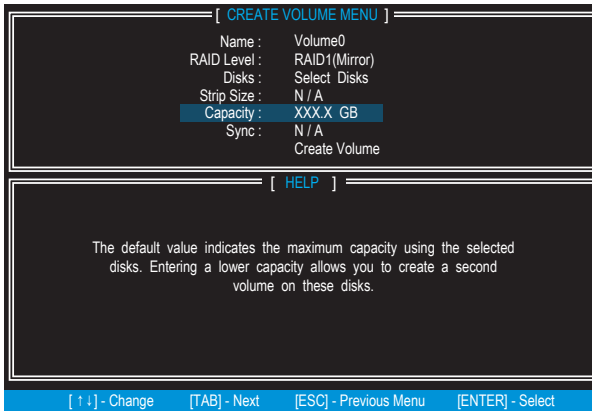 [ CREATE VOLUME MENU ]
Name : Volume0
RAID Level : RAID1(Mirror)
Disks : Select Disks
Strip Size : N / A
Capacity : XXX.X GB
Sync : N / A
Create Volume
[ HELP ]
The default value indicates the maximum capacity using the selected
disks. Entering a lower capacity allows you to create a second
volume on these disks.
[ ↑↓] - Change [TAB] - Next [ESC] - Previous Menu [ENTER] - Select